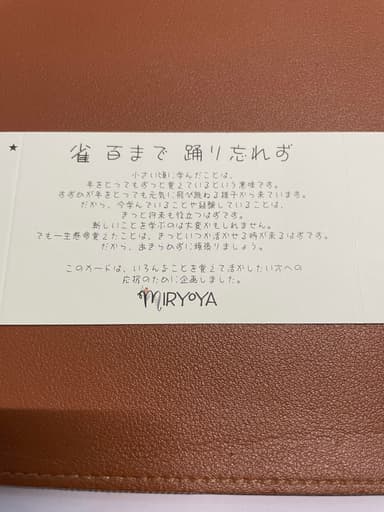 ★
雀 百まで 踊り忘れず
小さい頃に学んだことは、
年をとってもずっと覚えているという意味です。
すずめが年をとっても元気に飛び跳ねる様子から来ています。
だから、今学んでいることや経験していることは、
きっと将来も役立つはずです。
新しいことを学ぶのは大変かもしれません。
でも一生懸命覚えたことは、きっといつか活かせる時が来るはずです。
だから、あきらめずに頑張りましょう。
このカードは、いろんなことを覚えて活かしたい方への
応援のために企画しました。
MIRYOYA